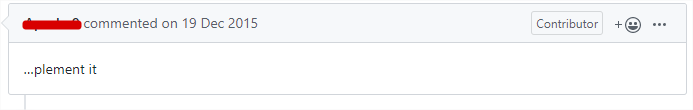 commented on 19 Dec 2015 Contributor
...plement it